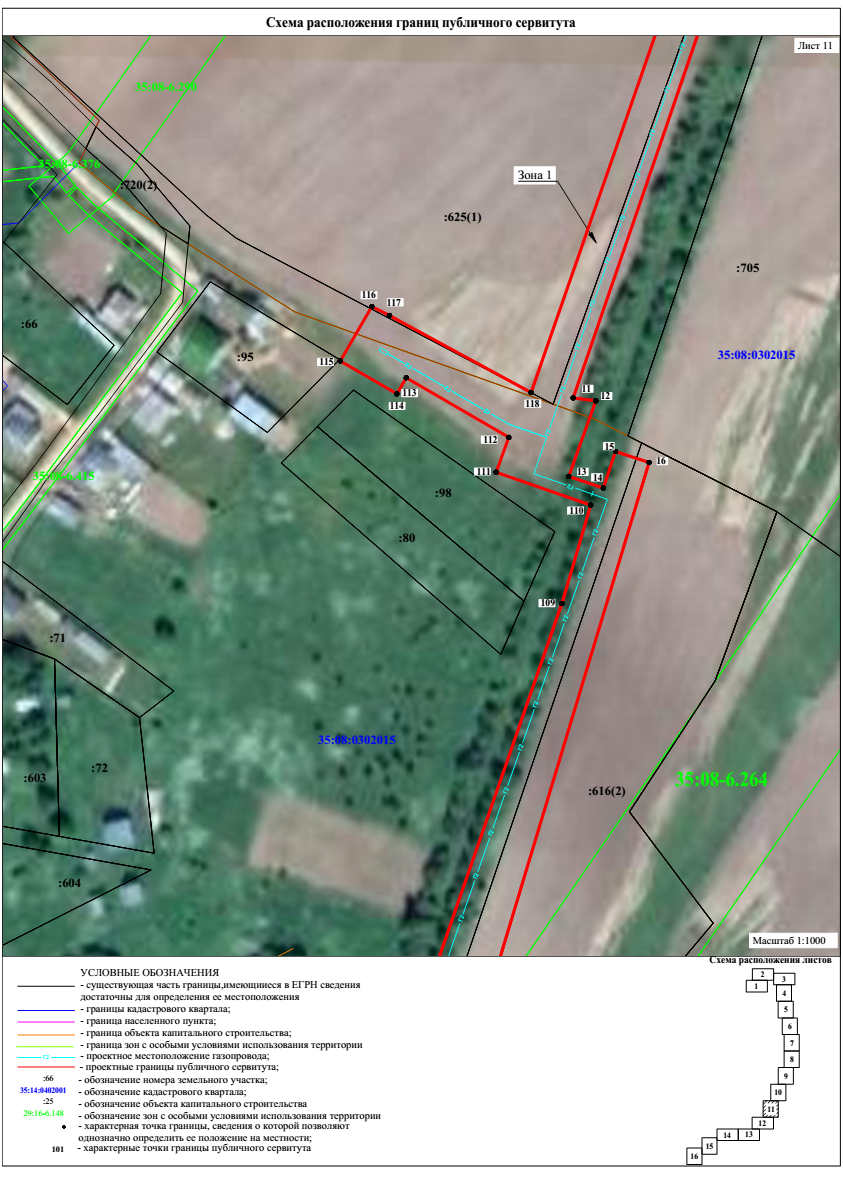 Схема расположения границ публичного сервитута
Лист 11
35:08-6.296
35:08-6.376
:720(2)
Зона 1
:625(1)
:705
:66
116
117
:95
115
35:08:0302015
113
114
118
11
12
112
15
16
111
13
14
35:08-6.415
:98
110
:80
109
:71
35:08:0302015
:72
:603
:616(2)
35:08-6.264
:604
Масштаб 1:1000
УСЛОВНЫЕ ОБОЗНАЧЕНИЯ
- существующая часть границы,имеющиеся в ЕГРН сведения
достаточны для определения ее местоположения
- границы кадастрового квартала;
- граница населенного пункта;
- граница объекта капитального строительства;
- граница зон с особыми условиями использования территории
гз - проектное местоположение газопровода;
- проектные границы публичного сервитута;
:66 - обозначение номера земельного участка;
35:14:0402001 - обозначение кадастрового квартала;
:25 - обозначение объекта капитального строительства
29:16-6.148 - обозначение зон с особыми условиями использования территории
- характерная точка границы, сведения о которой позволяют
однозначно определить ее положение на местности;
101 - характерные точки границы публичного сервитута
Схема расположения листов
2
3
1
4
5
6
7
8
9
10
11
12
14
13
15
16